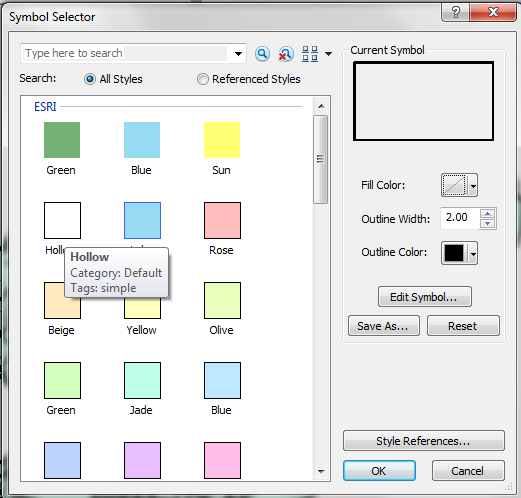 Symbol Selector
Type here to search
Search: All Styles Referenced Styles
ESRI
Green Blue Sun
Rose
Hollow
Category: Default
Tags: simple
Beige Yellow Olive
Green Jade Blue
Current Symbol
Fill Color:
Outline Width: 2.00
Outline Color:
Edit Symbol...
Save As... Reset
Style References...
OK Cancel